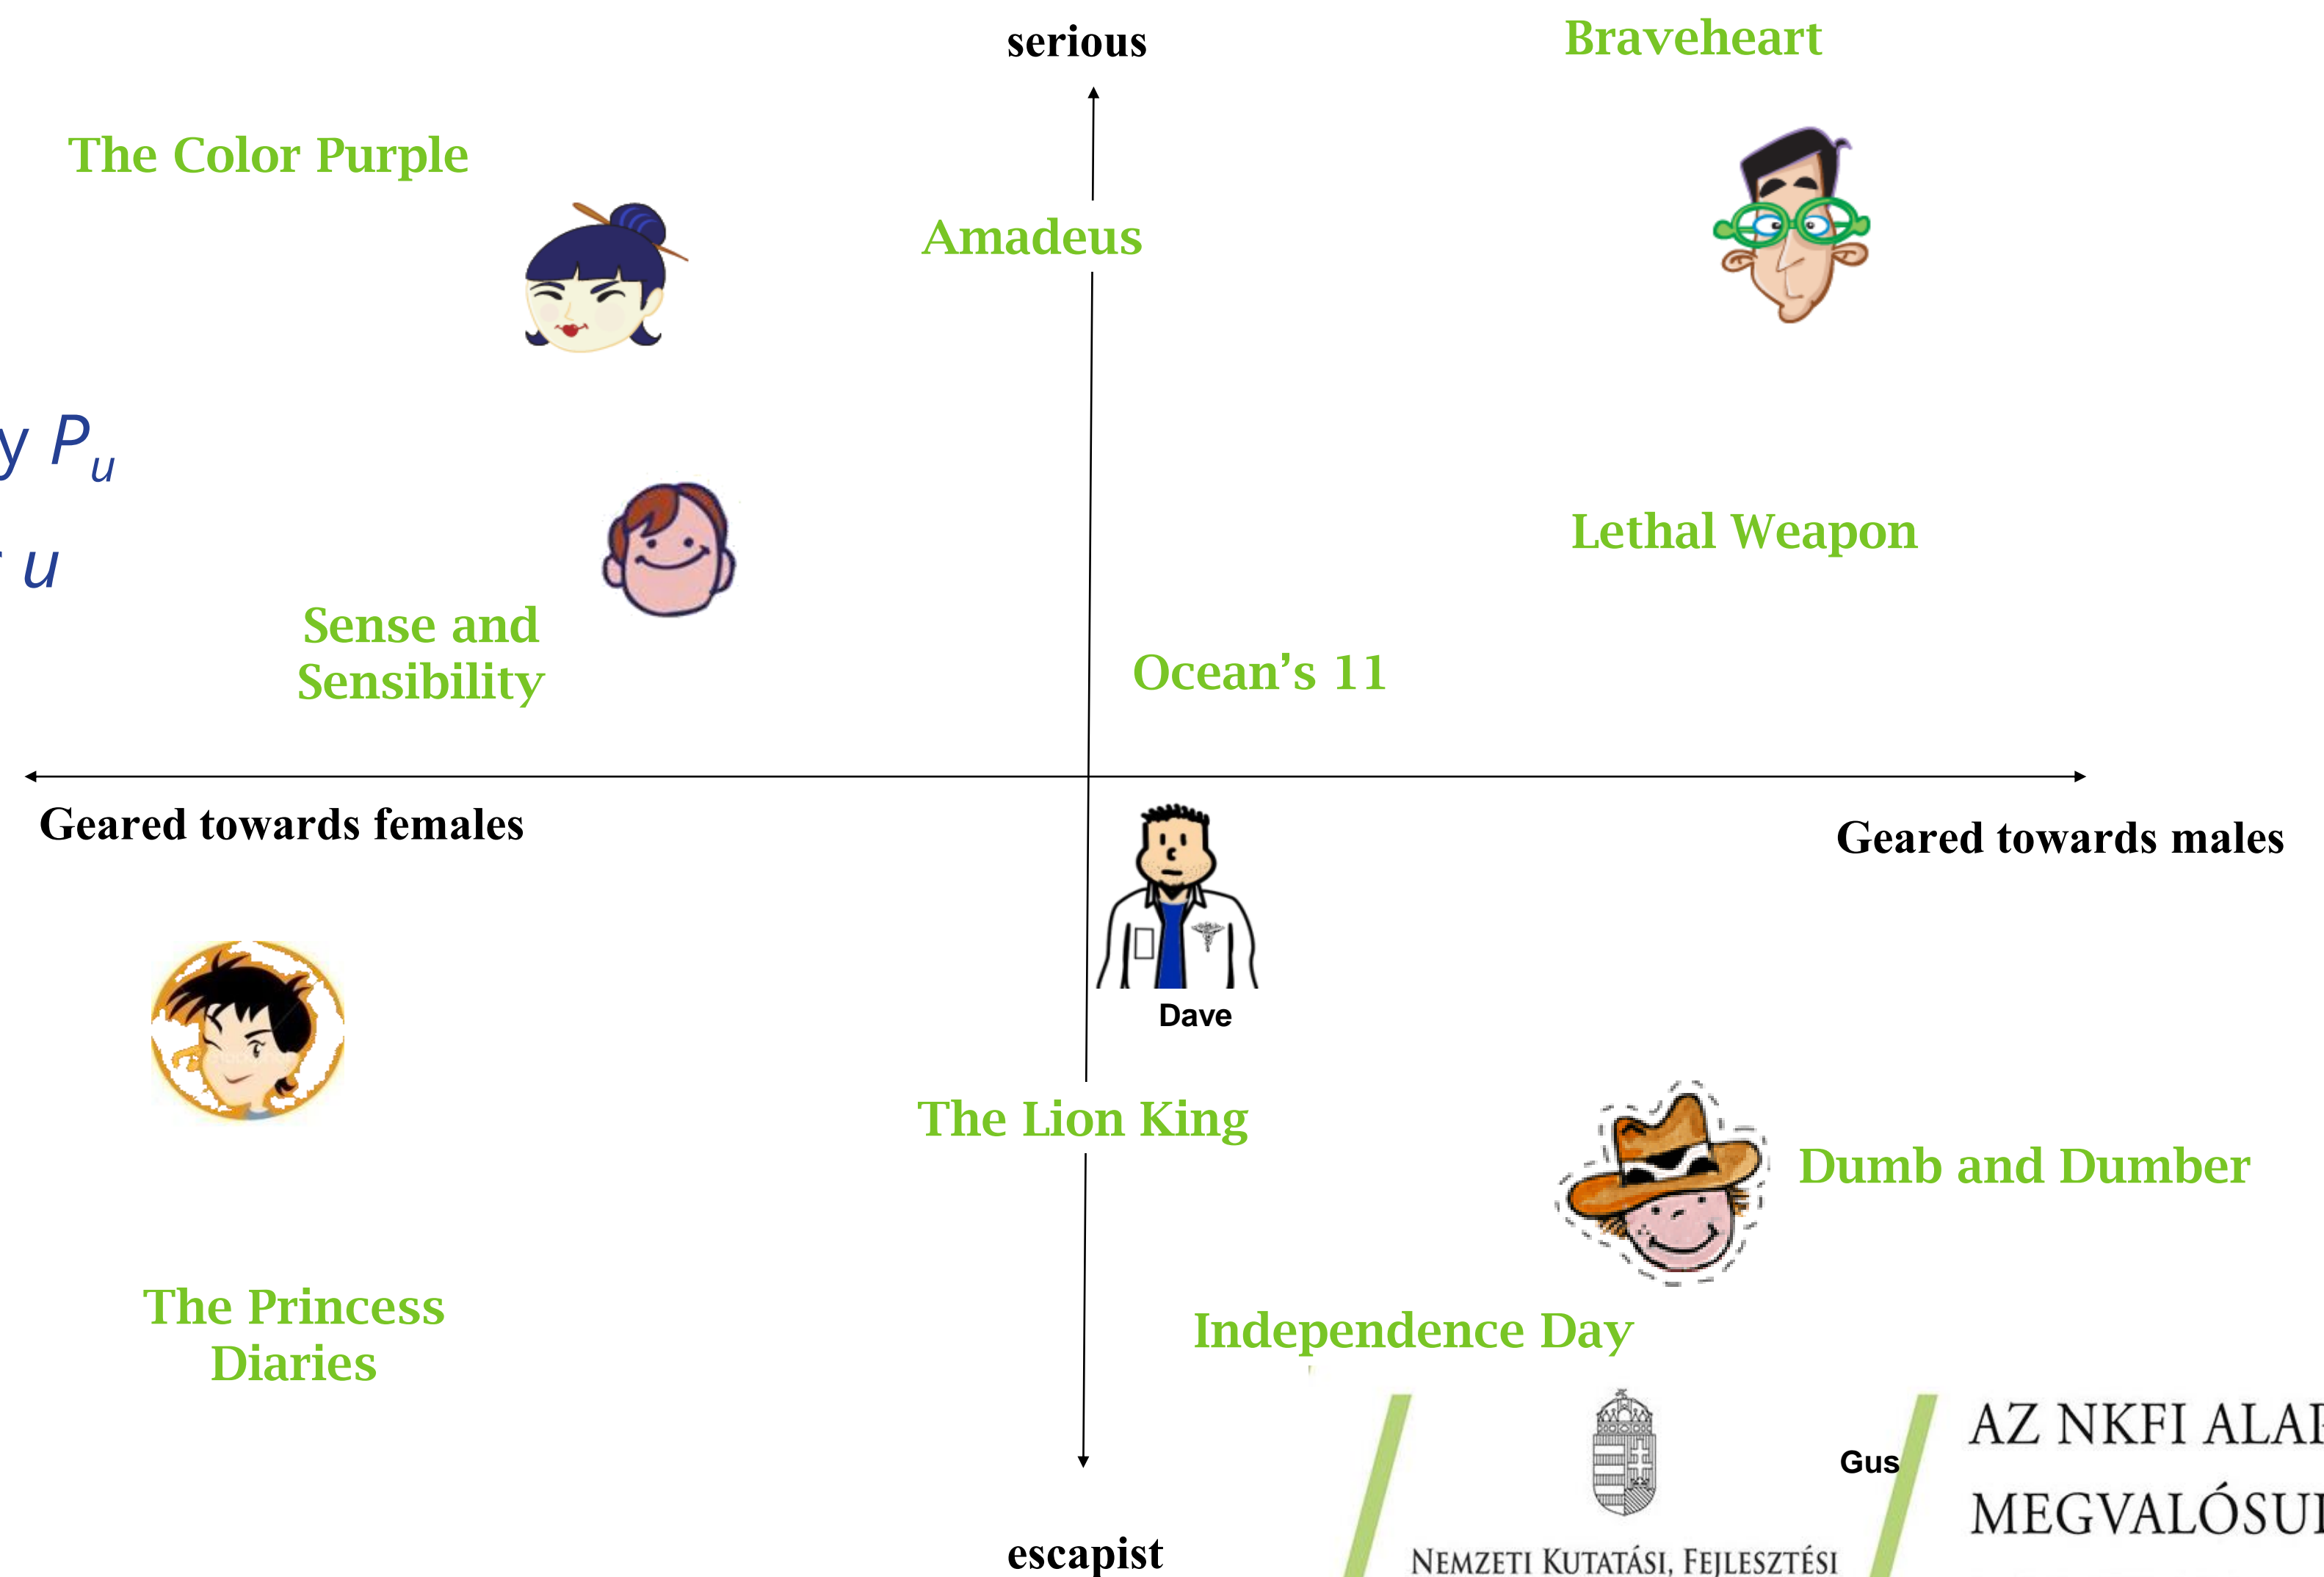 serious
Braveheart
The Color Purple
Amadeus
y Pu
u
Lethal Weapon
Sense and
Sensibility
Ocean’s 11
Geared towards females
Geared towards males
Dave
The Lion King
Dumb and Dumber
The Princess
Diaries
Independence Day
Gus
AZ NKFI ALAP
MEGVALÓSUL
escapist
NEMZETI KUTATÁSI, FEJLESZTÉSI